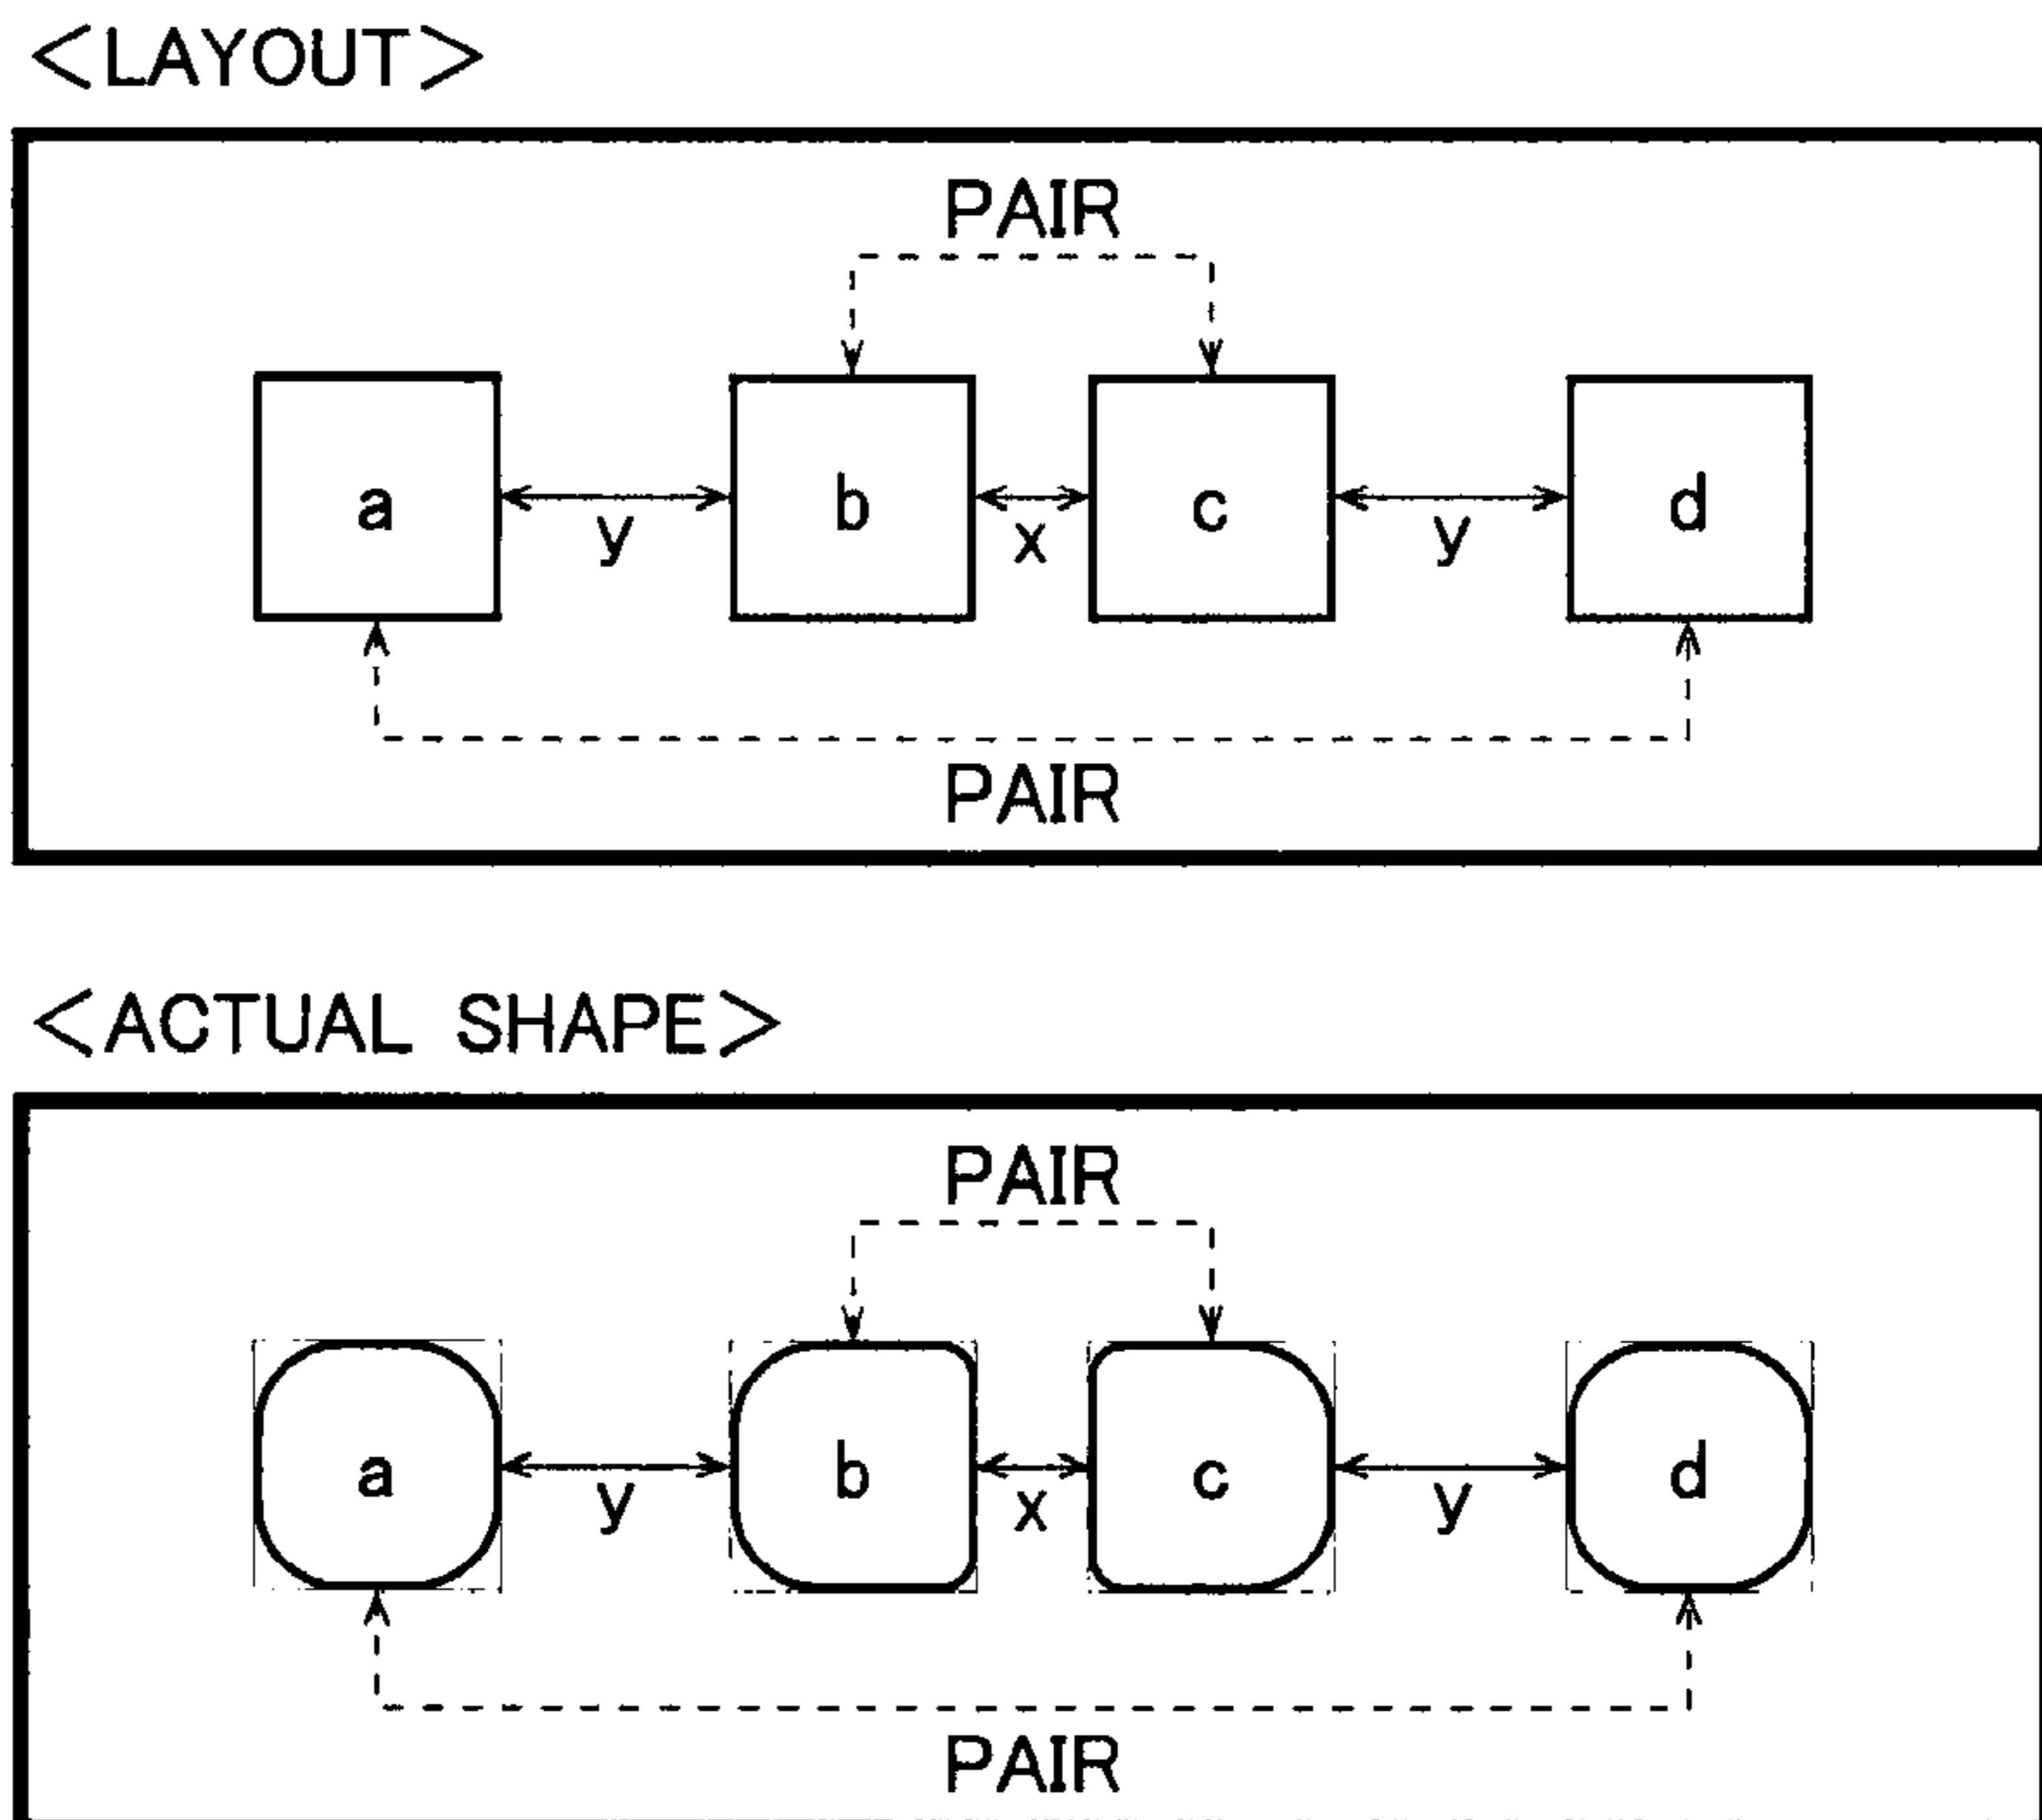 <LAYOUT>
PAIR
a y b x c y d
PAIR
<ACTUAL SHAPE>
PAIR
a y b x c y d
PAIR